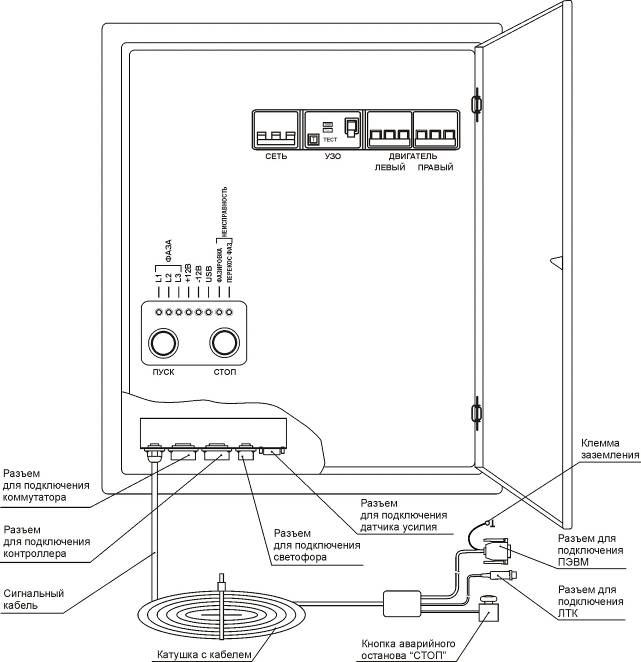 СЕТЬ
УЗО
ТЕСТ
ДВИГАТЕЛЬ
ЛЕВЫЙ ПРАВЫЙ
НЕИСПРАВНОСТЬ
ФАЗА
L1
L2
L3
+12В
-12В
USB
ФАЗИРОВКА
ПЕРЕКОС ФАЗ
ПУСК
СТОП
Разъем
для подключения
коммутатора
Разъем
для подключения
контроллера
Сигнальный
кабель
Катушка с кабелем
Разъем
для подключения
светофора
Разъем
для подключения
датчика усилия
Клемма
заземления
Разъем для
подключения
ПЭВМ
Разъем для
подключения
ЛТК
Кнопка аварийного
останова "СТОП"